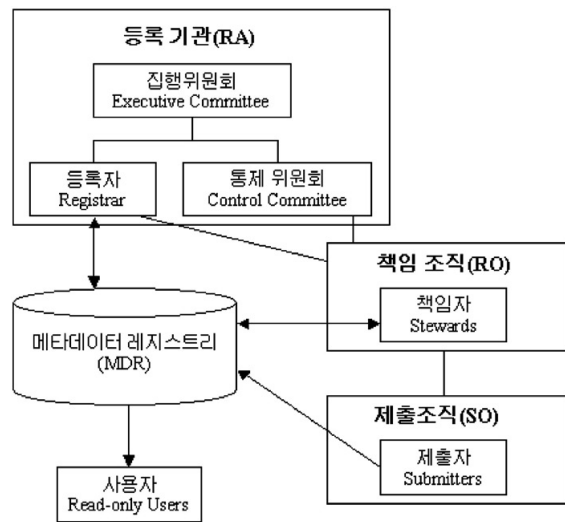 등록 기관(RA)
집행위원회
Executive Committee
등록자
Registrar
통제 위원회
Control Committee
책임 조직(RO)
책임자
Stewards
메타데이터 레지스트리
(MDR)
제출조직(SO)
제출자
Submitters
사용자
Read-only Users